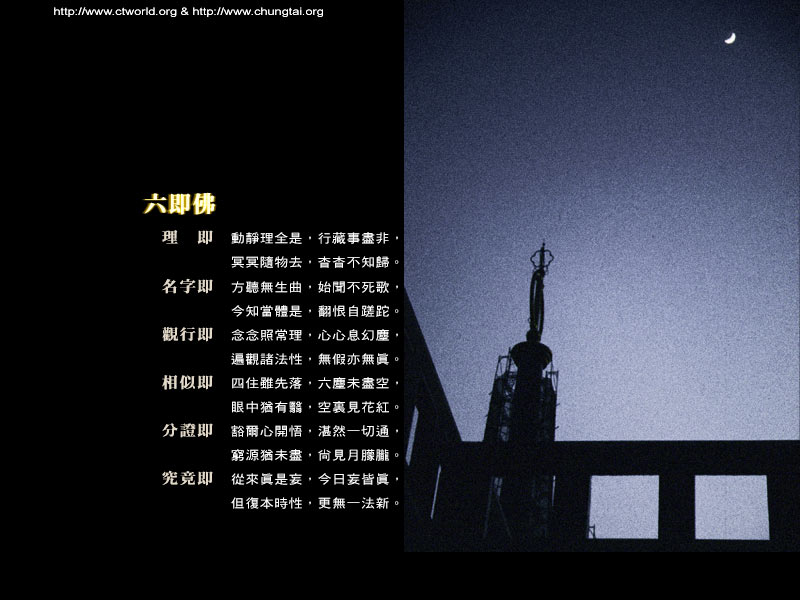 http://www.ctworld.org & http://www.chungtai.org
六即佛
理　即 動靜理全是，行藏事盡非，
冥冥隨物去，杳杳不知歸。
名字即 方聽無生曲，始聞不死歌，
今知當體是，翻恨自蹉跎。
觀行即 念念照常理，心心息幻塵，
遍觀諸法性，無假亦無眞。
相似即 四住雖先落，六塵未盡空，
眼中猶有翳，空裏見花紅。
分證即 豁爾心開悟，湛然一切通，
窮源猶未盡，尙見月朦朧。
究竟即 從來眞是妄，今日妄皆眞，
但復本時性，更無一法新。